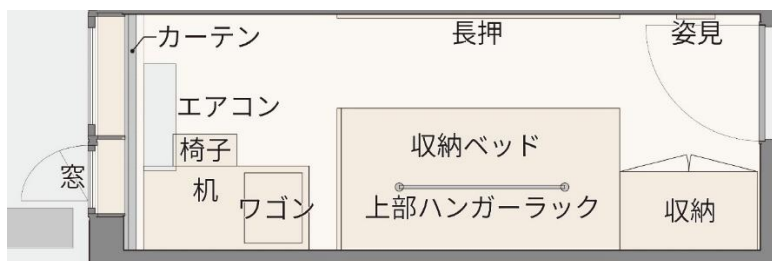 カーテン
長押
姿見
エアコン
椅子
収納ベッド
窓
机
ワゴン
上部ハンガーラック
収納